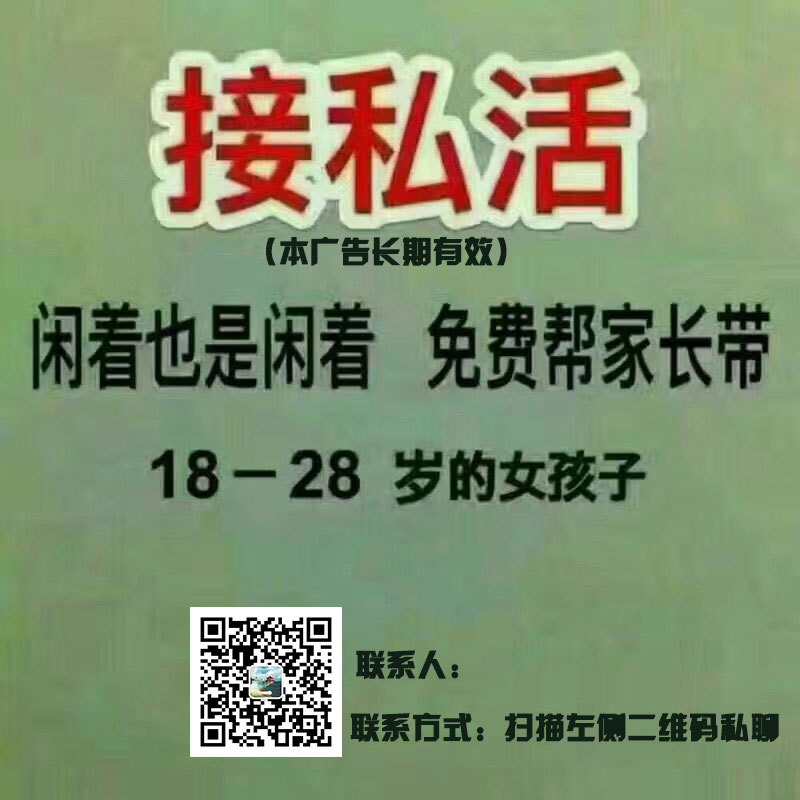 接私活
（本广告长期有效）
闲着也是闲着 免费帮家长带
18－28 岁的女孩子
联系人：
联系方式：扫描左侧二维码私聊